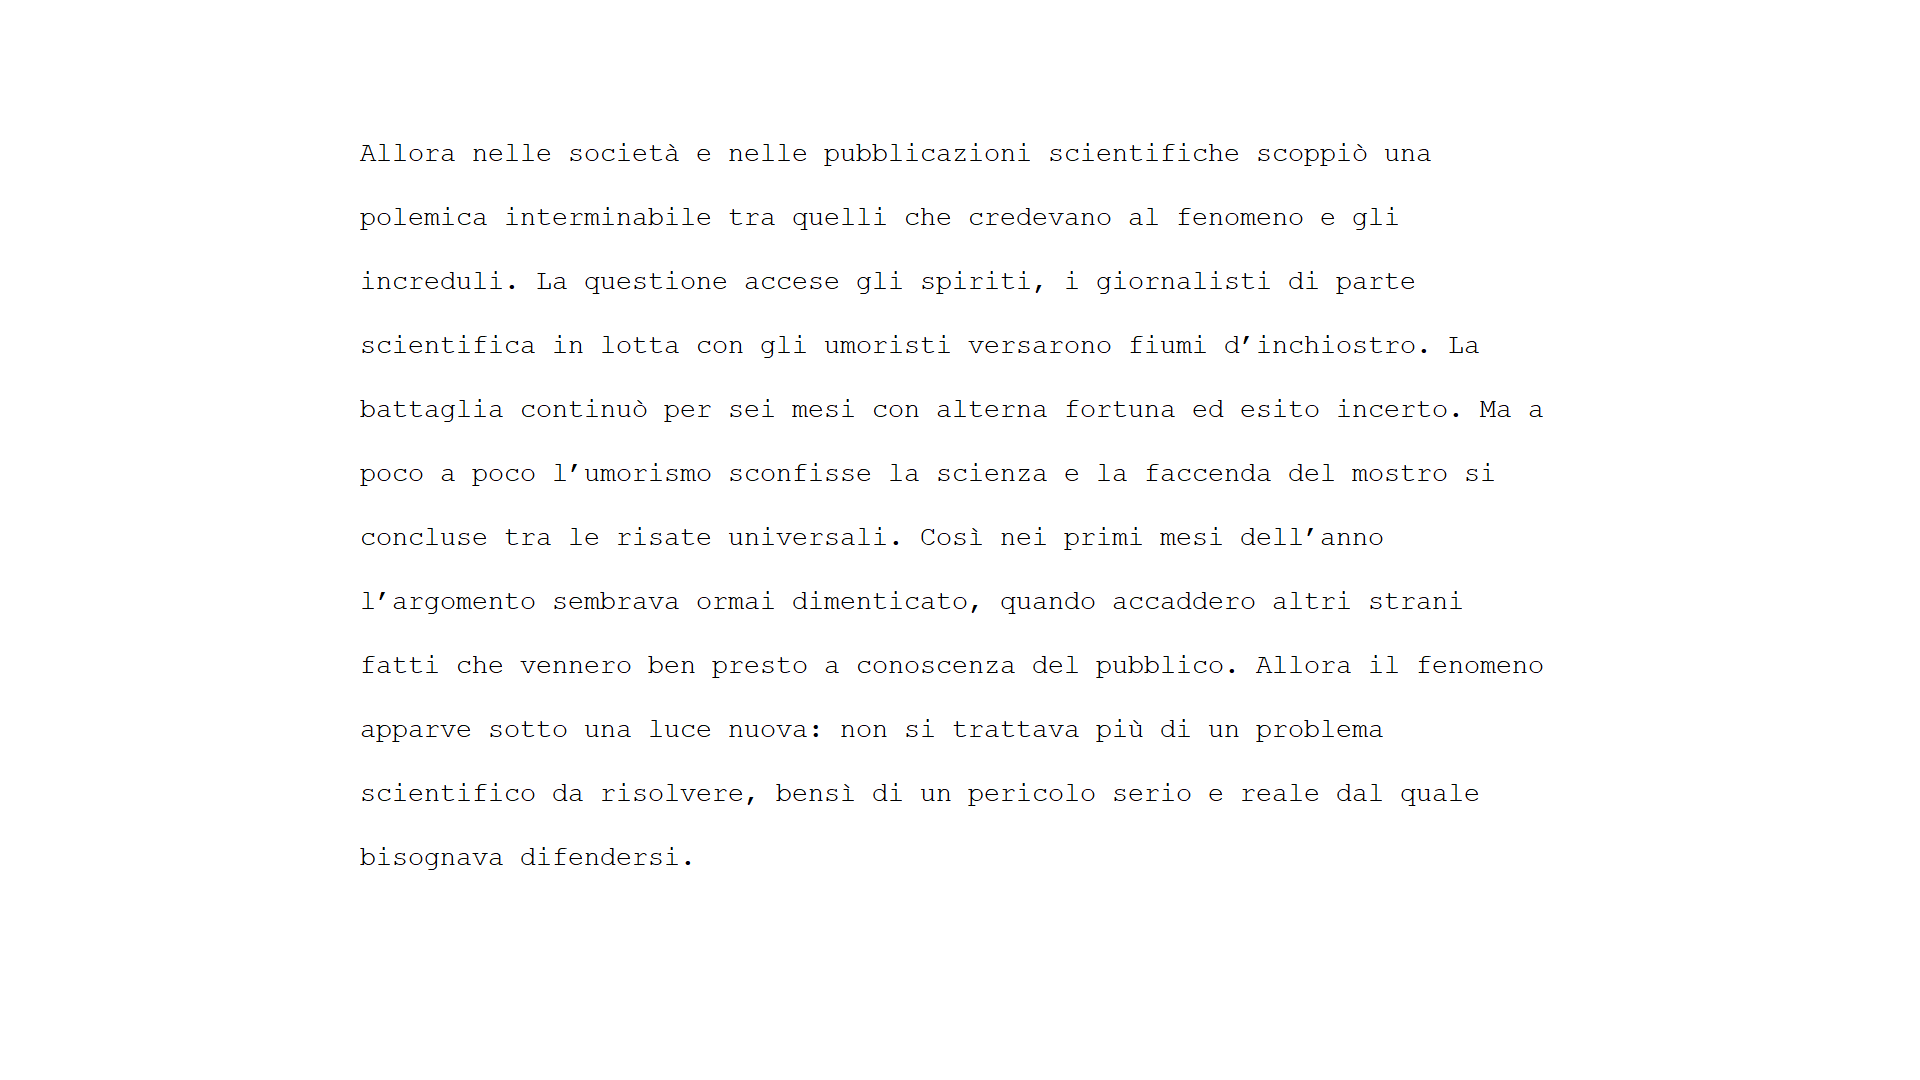 Allora nelle società e nelle pubblicazioni scientifiche scoppiò una
polemica interminabile tra quelli che credevano al fenomeno e gli
increduli. La questione accese gli spiriti, i giornalisti di parte
scientifica in lotta con gli umoristi versarono fiumi d’inchiostro. La
battaglia continuò per sei mesi con alterna fortuna ed esito incerto. Ma a
poco a poco l’umorismo sconfisse la scienza e la faccenda del mostro si
concluse tra le risate universali. Così nei primi mesi dell’anno
l’argomento sembrava ormai dimenticato, quando accaddero altri strani
fatti che vennero ben presto a conoscenza del pubblico. Allora il fenomeno
apparve sotto una luce nuova: non si trattava più di un problema
scientifico da risolvere, bensì di un pericolo serio e reale dal quale
bisognava difendersi.